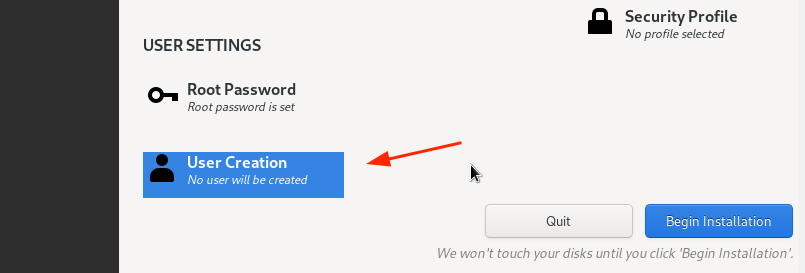 Security Profile
No profile selected
USER SETTINGS
Root Password
Root password is set
User Creation
No user will be created
Quit
Begin Installation
We won't touch your disks until you click 'Begin Installation'.